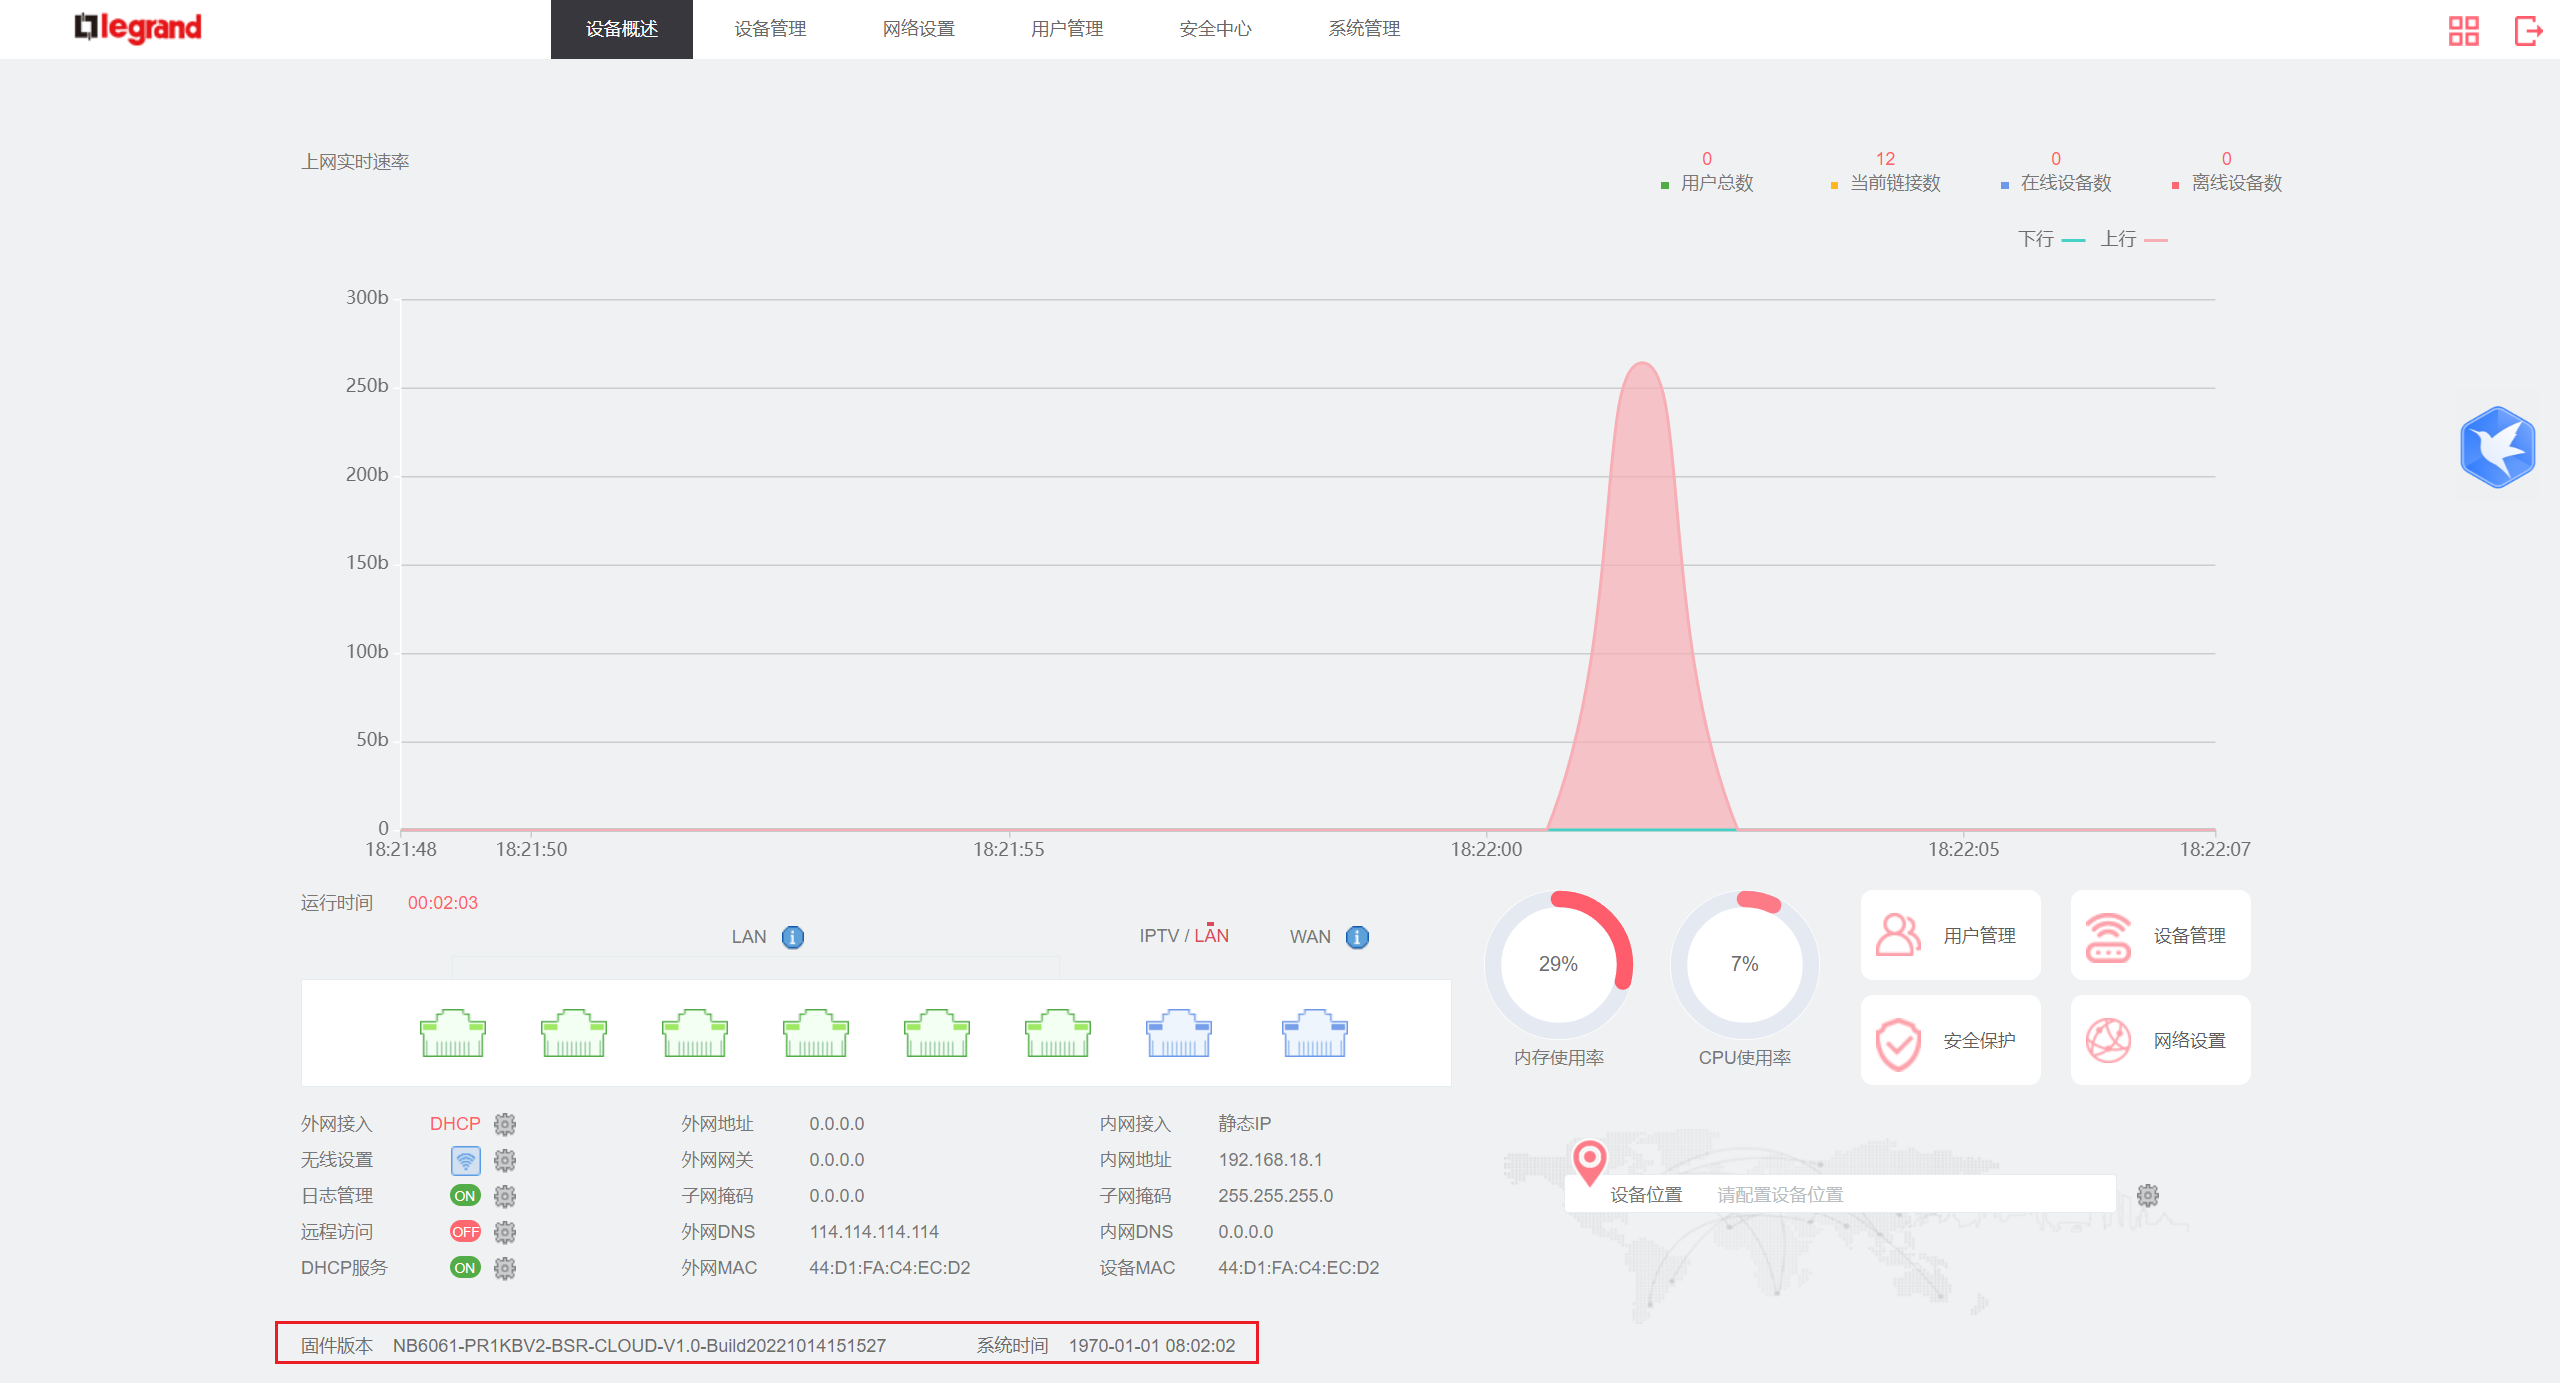 legrand 设备概述 设备管理 网络设置 用户管理 安全中心 系统管理
上网实时速率
0 12 0 0
用户总数 当前链接数 在线设备数 离线设备数
下行 上行
300b
250b
200b
150b
100b
50b
0
18:21:48 18:21:50 18:21:55 18:22:00 18:22:05 18:22:07
运行时间 00:02:03
LAN IPTV / LAN WAN
29% 7%
内存使用率 CPU使用率
用户管理 设备管理
安全保护 网络设置
外网接入 DHCP 外网地址 0.0.0.0 内网接入 静态IP
无线设置 外网网关 0.0.0.0 内网地址 192.168.18.1
日志管理 ON 子网掩码 0.0.0.0 子网掩码 255.255.255.0
远程访问 OFF 外网DNS 114.114.114.114 内网DNS 0.0.0.0
DHCP服务 ON 外网MAC 44:D1:FA:C4:EC:D2 设备MAC 44:D1:FA:C4:EC:D2
设备位置 请配置设备位置
固件版本 NB6061-PR1KBV2-BSR-CLOUD-V1.0-Build20221014151527 系统时间 1970-01-01 08:02:02